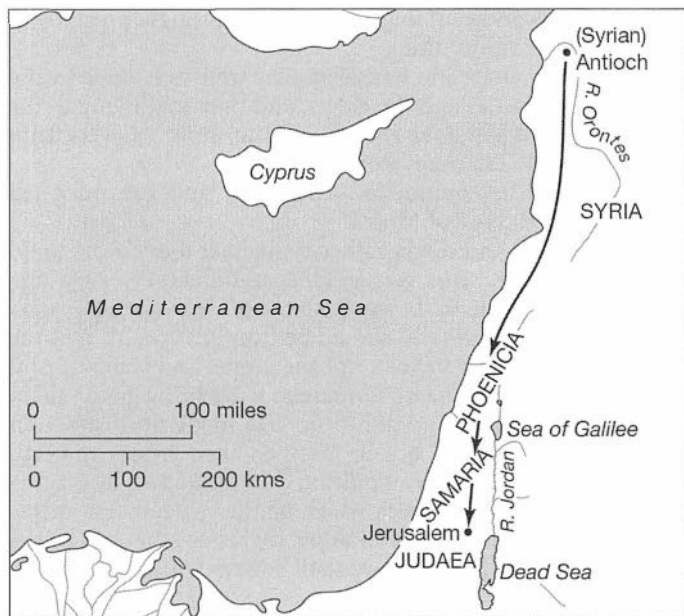 (Syrian)
Antioch
R. Orontes
Cyprus
SYRIA
Mediterranean Sea
PHOENICIA
0 100 miles
Sea of Galilee
0 100 200 kms
SAMARIA
R. Jordan
Jerusalem
JUDAEA
Dead Sea